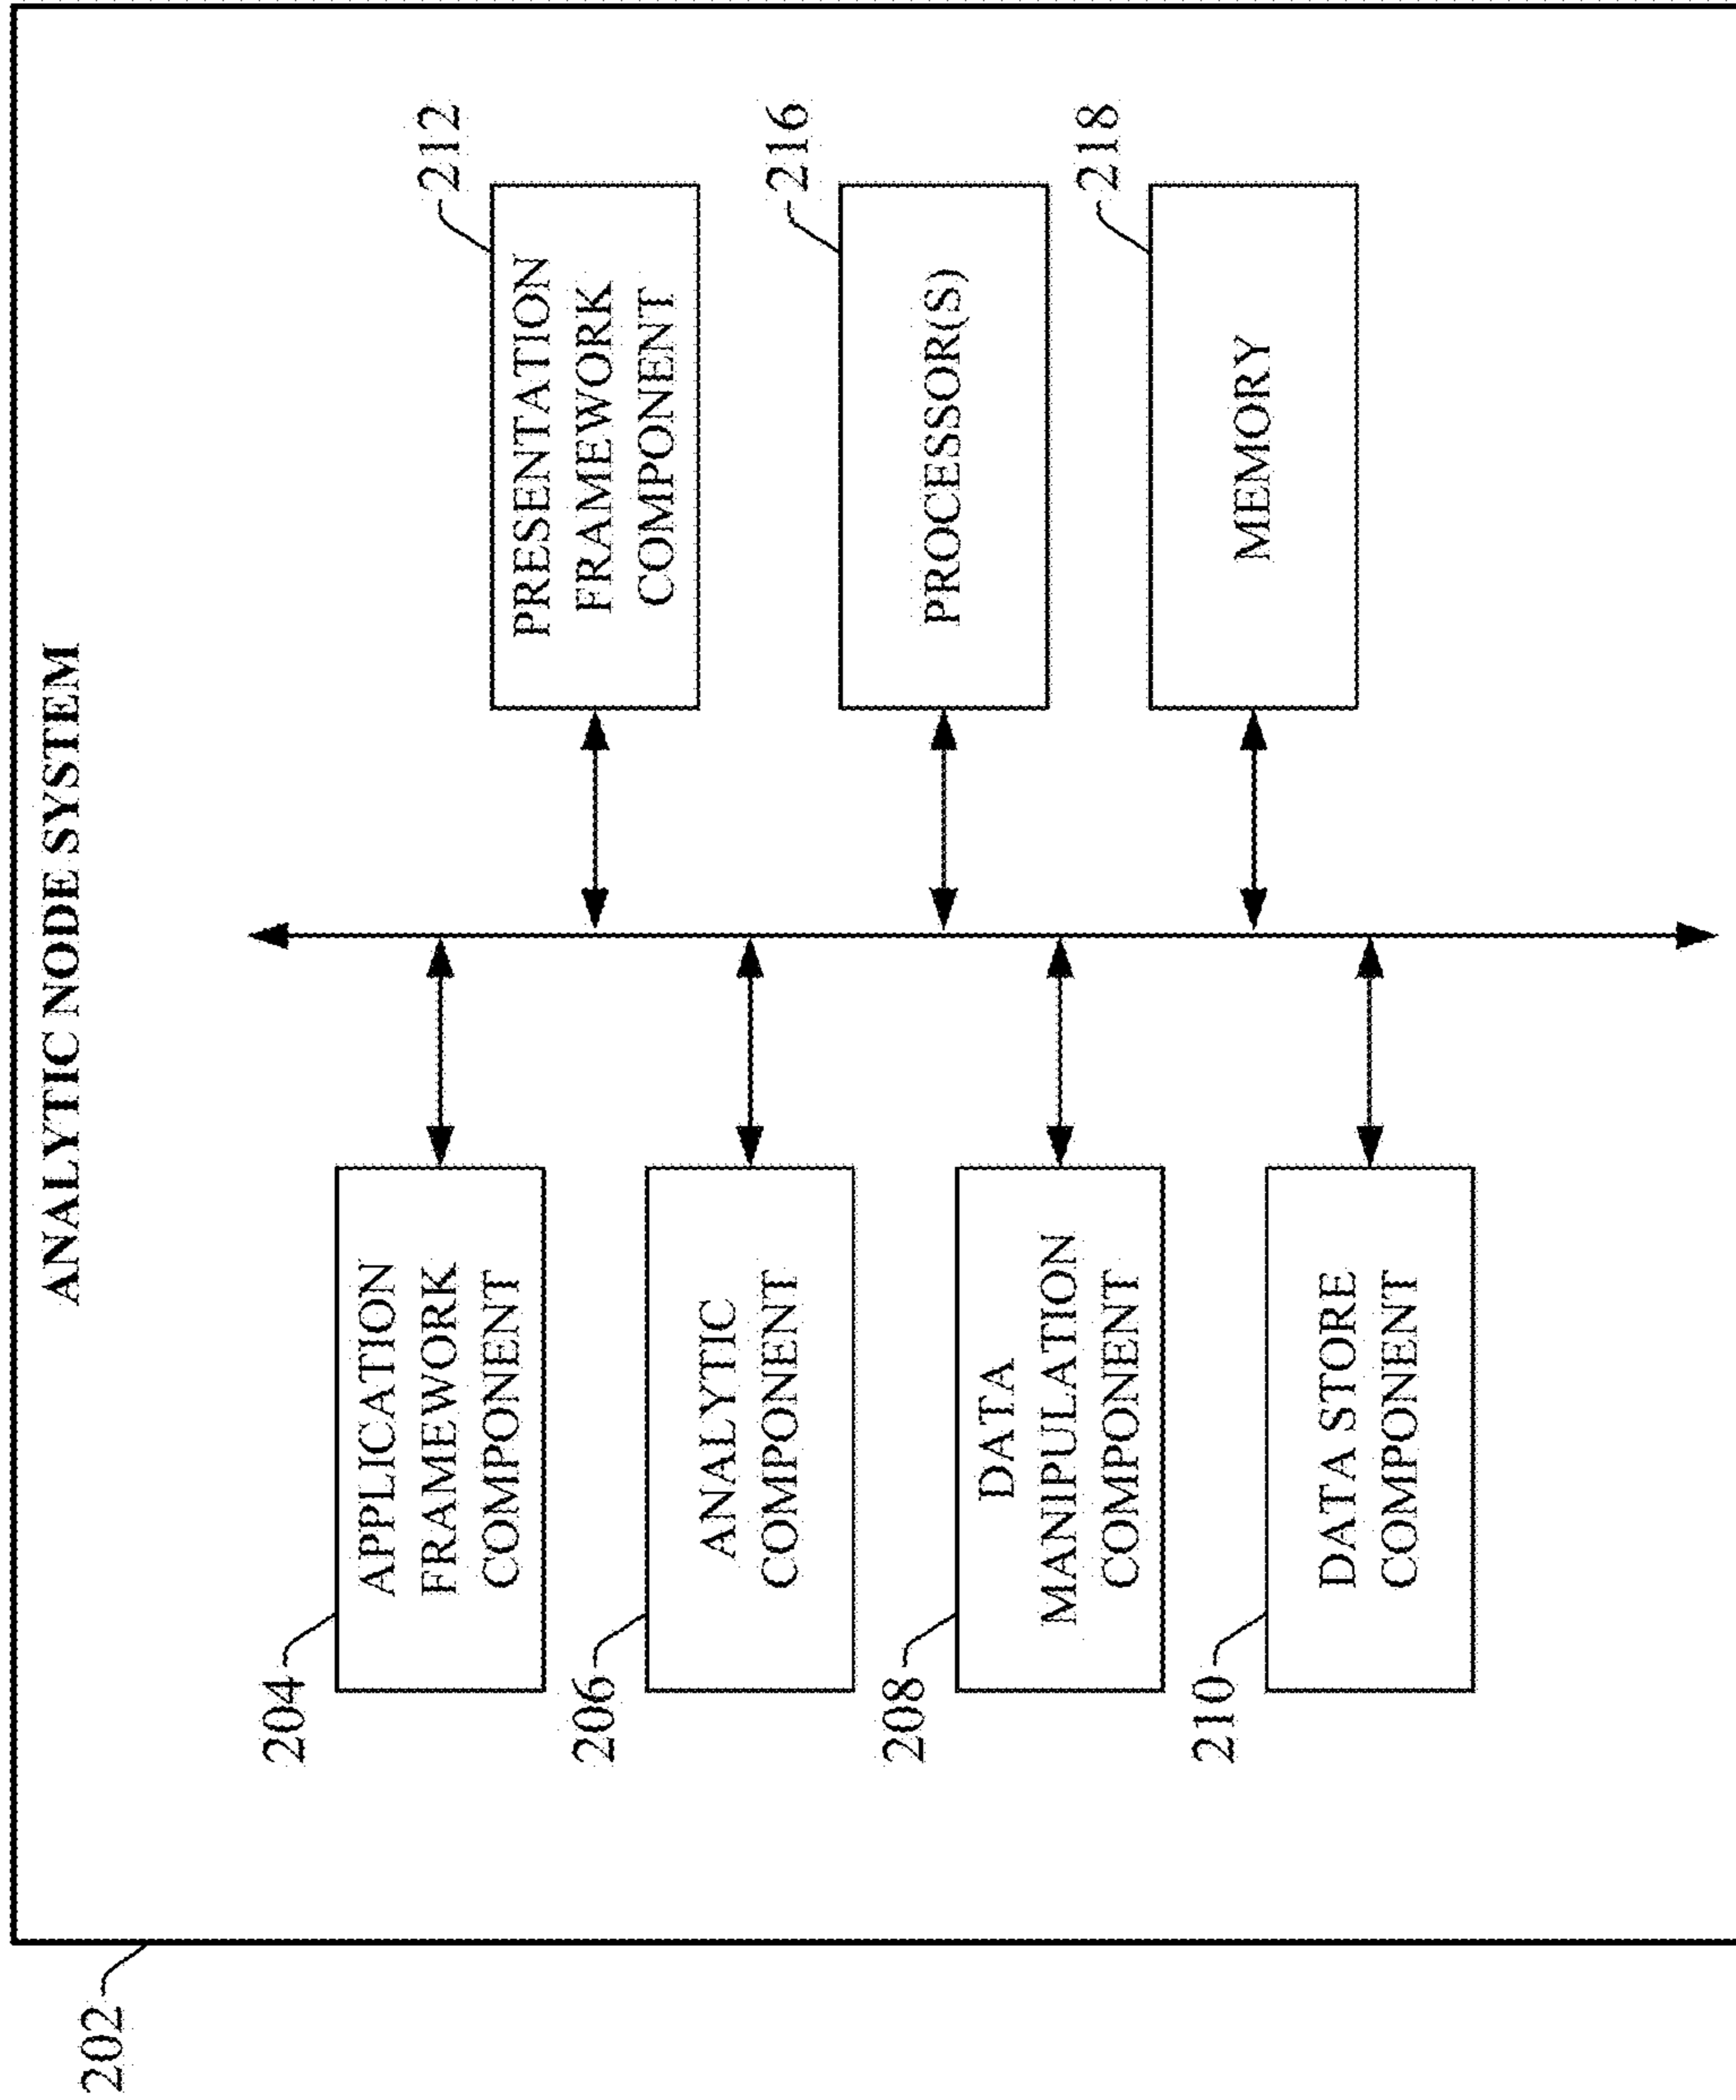 202
ANALYTIC NODE SYSTEM
204
APPLICATION
FRAMEWORK
COMPONENT
206
ANALYTIC
COMPONENT
208
DATA
MANIPULATION
COMPONENT
210
DATA STORE
COMPONENT
212
PRESENTATION
FRAMEWORK
COMPONENT
216
PROCESSOR(S)
218
MEMORY